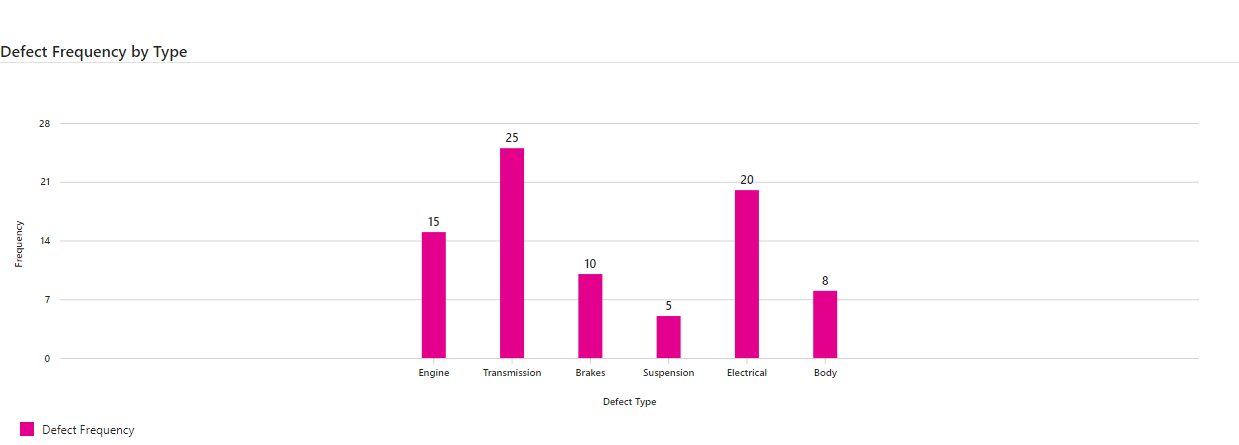 Defect Frequency by Type
28
21
14
7
0
Frequency
15
25
10
5
20
8
Engine Transmission Brakes Suspension Electrical Body
Defect Type
Defect Frequency